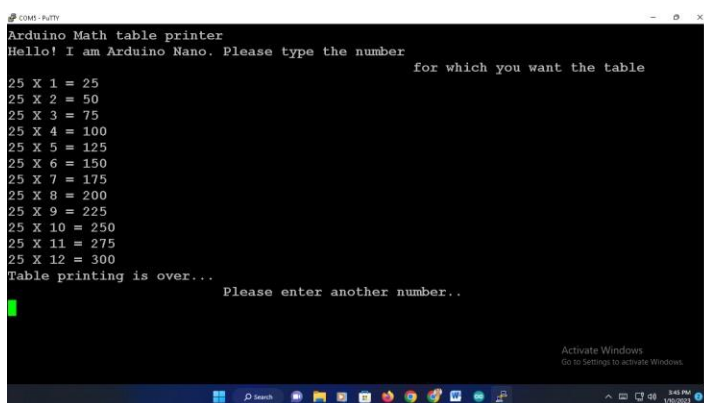 COM5 - PuTTY
Arduino Math table printer
Hello! I am Arduino Nano. Please type the number
for which you want the table
25 X 1 = 25
25 X 2 = 50
25 X 3 = 75
25 X 4 = 100
25 X 5 = 125
25 X 6 = 150
25 X 7 = 175
25 X 8 = 200
25 X 9 = 225
25 X 10 = 250
25 X 11 = 275
25 X 12 = 300
Table printing is over...
Please enter another number..
Activate Windows
Go to Settings to activate Windows.
Search
3:45 PM
1/10/2023